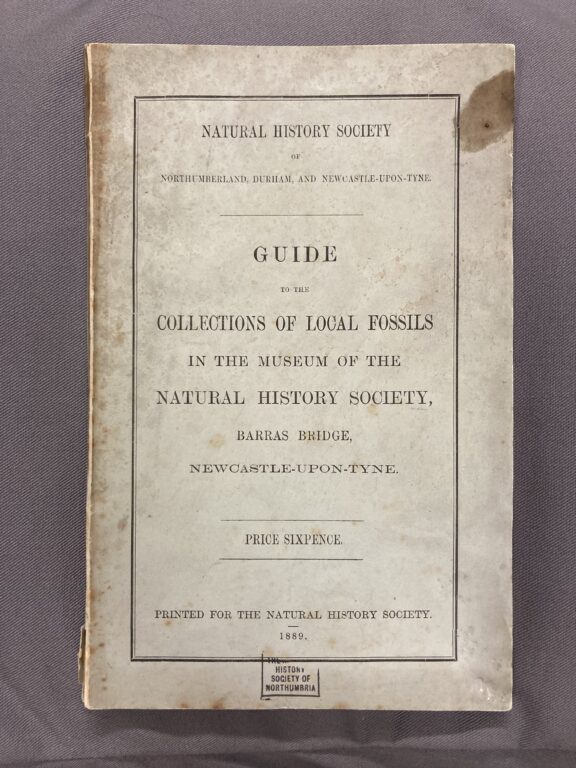 NATURAL HISTORY SOCIETY
OF
NORTHUMBERLAND, DURHAM, AND NEWCASTLE-UPON-TYNE.
GUIDE
TO THE
COLLECTIONS OF LOCAL FOSSILS
IN THE MUSEUM OF THE
NATURAL HISTORY SOCIETY,
BARRAS BRIDGE,
NEWCASTLE-UPON-TYNE.
PRICE SIXPENCE.
PRINTED FOR THE NATURAL HISTORY SOCIETY.
1889.
HISTORY
SOCIETY OF
NORTHUMBRIA